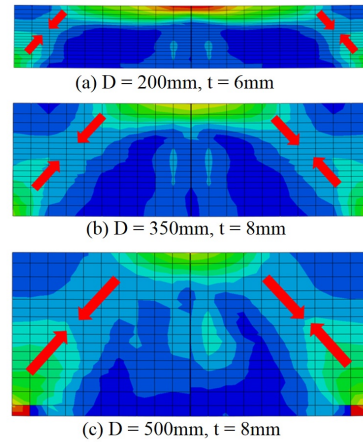 (a) D = 200mm, t = 6mm
(b) D = 350mm, t = 8mm
(c) D = 500mm, t = 8mm